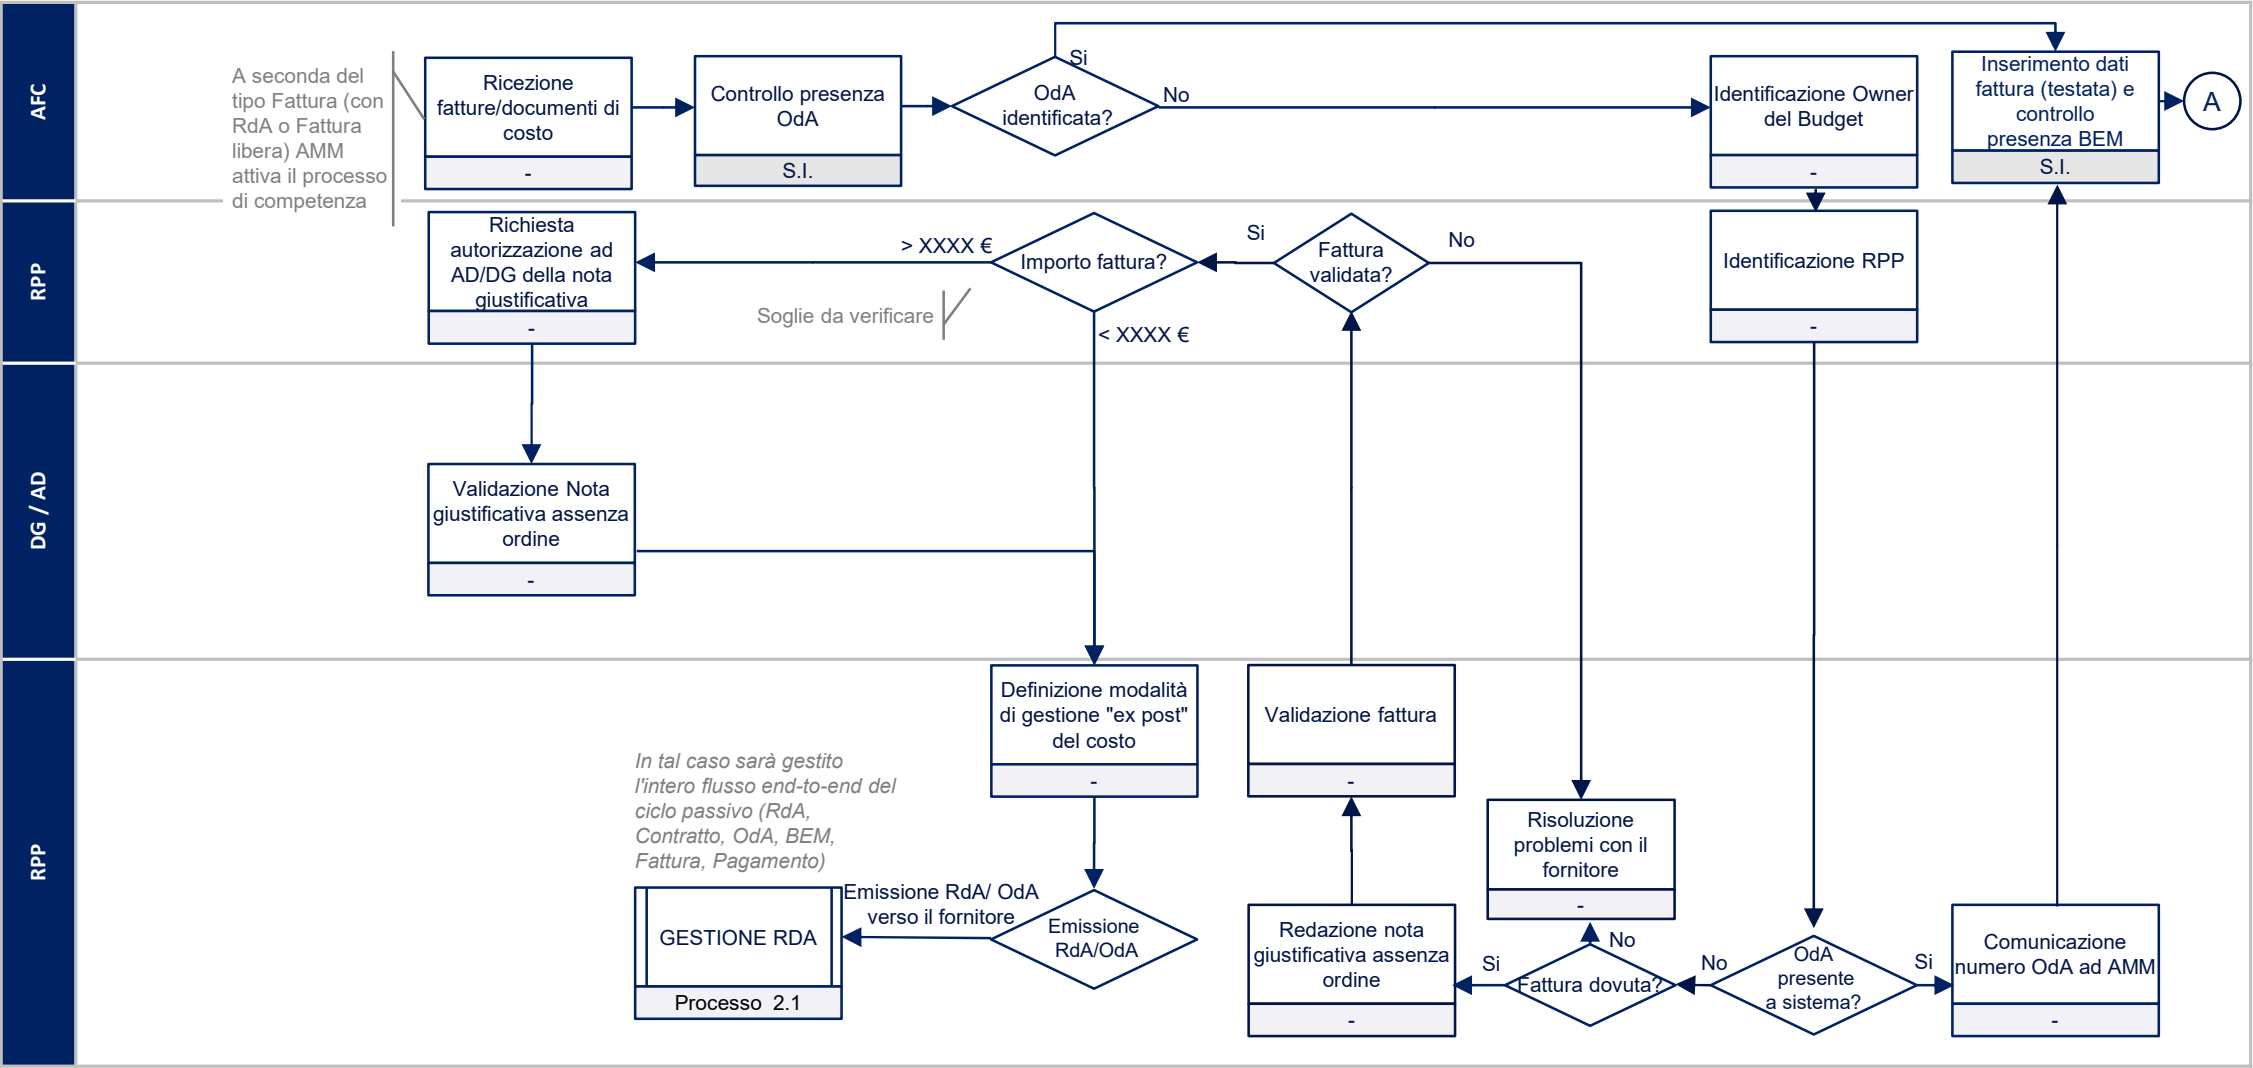 AFC
A seconda del
tipo Fattura (con
RdA o Fattura
libera) AMM
attiva il processo
di competenza
Ricezione
fatture/documenti di
costo
-
Controllo presenza
OdA
S.I.
OdA
identificata?
Si
No
Identificazione Owner
del Budget
-
Inserimento dati
fattura (testata) e
controllo
presenza BEM
S.I.
A
RPP
Richiesta
autorizzazione ad
AD/DG della nota
giustificativa
-
> XXXX €
Importo fattura?
< XXXX €
Soglie da verificare
Si
Fattura
validata?
No
Identificazione RPP
-
DG / AD
Validazione Nota
giustificativa assenza
ordine
-
RPP
Definizione modalità
di gestione "ex post"
del costo
-
Validazione fattura
-
In tal caso sarà gestito
l'intero flusso end-to-end del
ciclo passivo (RdA,
Contratto, OdA, BEM,
Fattura, Pagamento)
Risoluzione
problemi con il
fornitore
-
GESTIONE RDA
Processo 2.1
Emissione RdA/ OdA
verso il fornitore
Emissione
RdA/OdA
Redazione nota
giustificativa assenza
ordine
-
Si
Fattura dovuta?
No
No
OdA
presente
a sistema?
Si
Comunicazione
numero OdA ad AMM
-